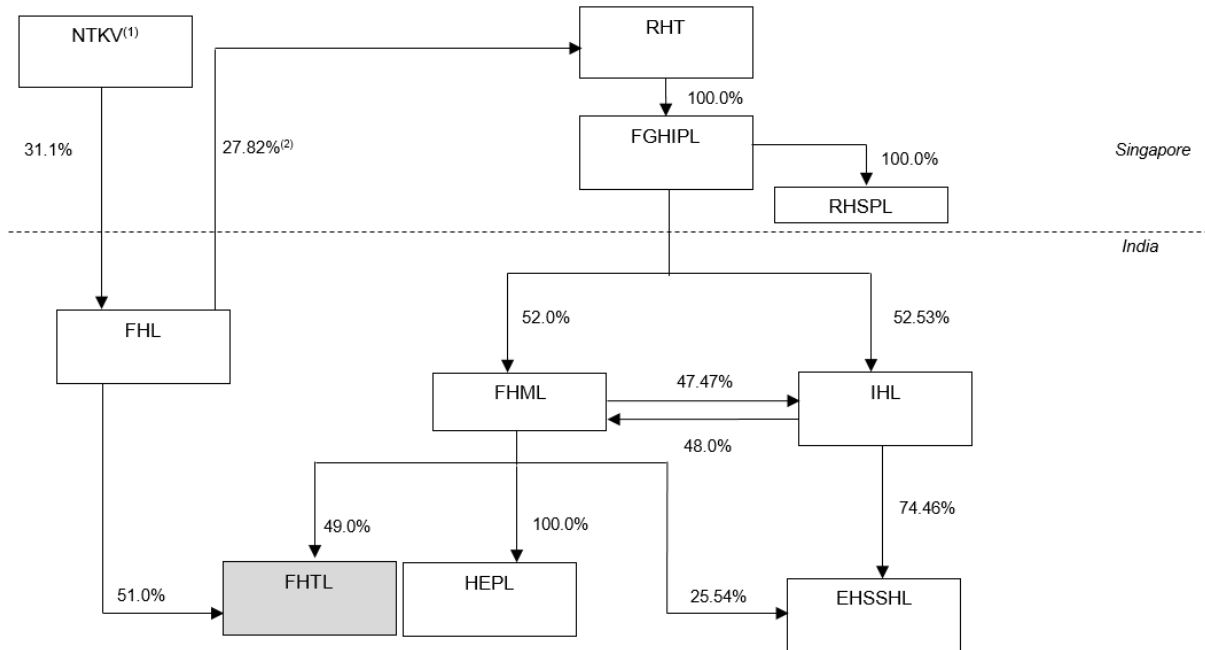 NTKV(1)
RHT
100.0%
31.1%
27.82%(2)
FGHIPL
100.0%
Singapore
RHSPL
India
FHL
52.0%
52.53%
FHML
47.47%
IHL
48.0%
74.46%
49.0%
100.0%
51.0%
FHTL
HEPL
25.54%
EHSSHL